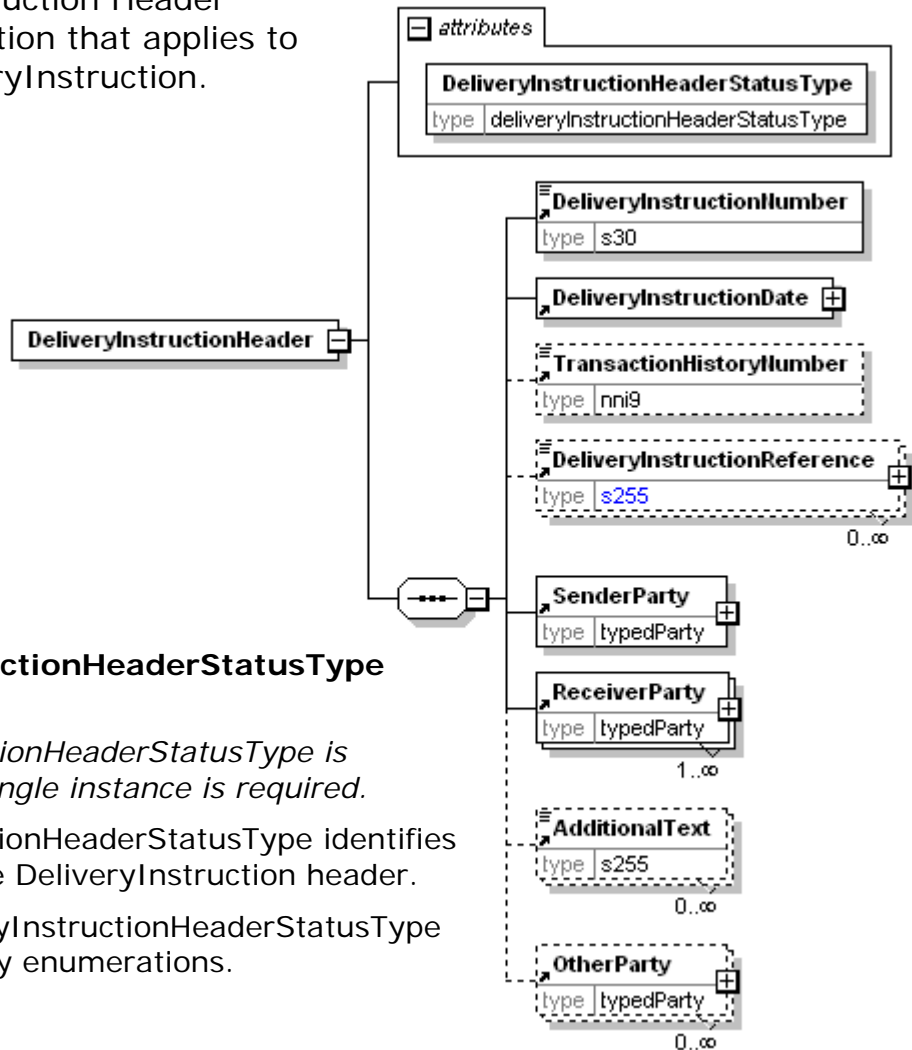 ruction Header
tion that applies to
ryInstruction.
attributes
DeliveryInstructionHeaderStatusType
type deliveryInstructionHeaderStatusType
DeliveryInstructionNumber
type s30
DeliveryInstructionDate
DeliveryInstructionHeader
TransactionHistoryNumber
type nni9
DeliveryInstructionReference
type s255
0..∞
SenderParty
type typedParty
ctionHeaderStatusType
ReceiverParty
type typedParty
1..∞
ionHeaderStatusType is
ngle instance is required.
ionHeaderStatusType identifies
e DeliveryInstruction header.
AdditionalText
type s255
0..∞
yInstructionHeaderStatusType
y enumerations.
OtherParty
type typedParty
0..∞